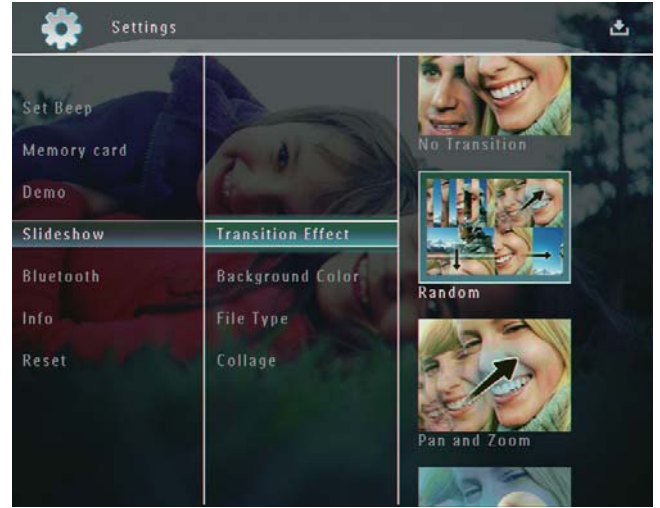 Settings
Set Beep
Memory card
Demo
Slideshow
Bluetooth
Info
Reset
Transition Effect
Background Color
File Type
Collage
No Transition
Random
Pan and Zoom